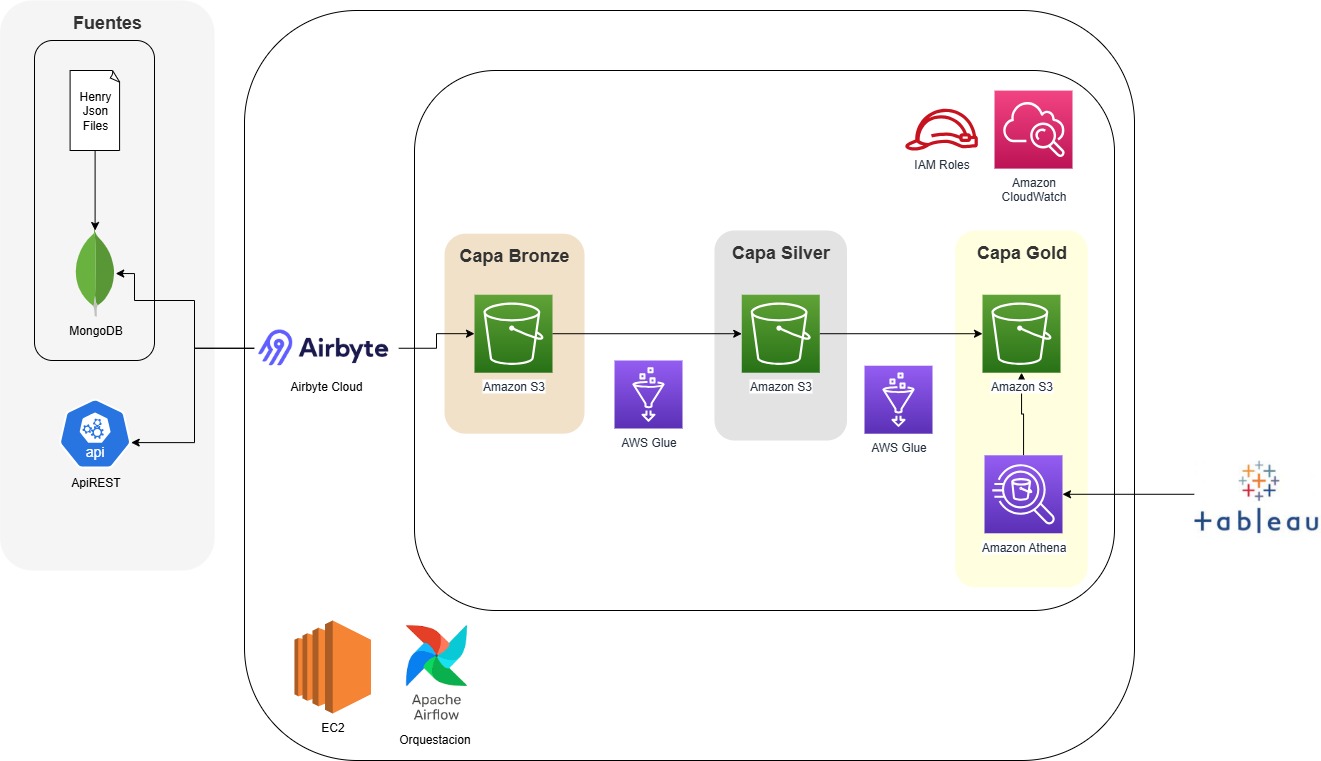 Fuentes
Henry
Json
Files
MongoDB
api
ApiREST
Airbyte
Airbyte Cloud
IAM Roles
Amazon
CloudWatch
Capa Bronze
Amazon S3
AWS Glue
Capa Silver
Amazon S3
AWS Glue
Capa Gold
Amazon S3
Amazon Athena
tableau
EC2
Apache
Airflow
Orquestacion